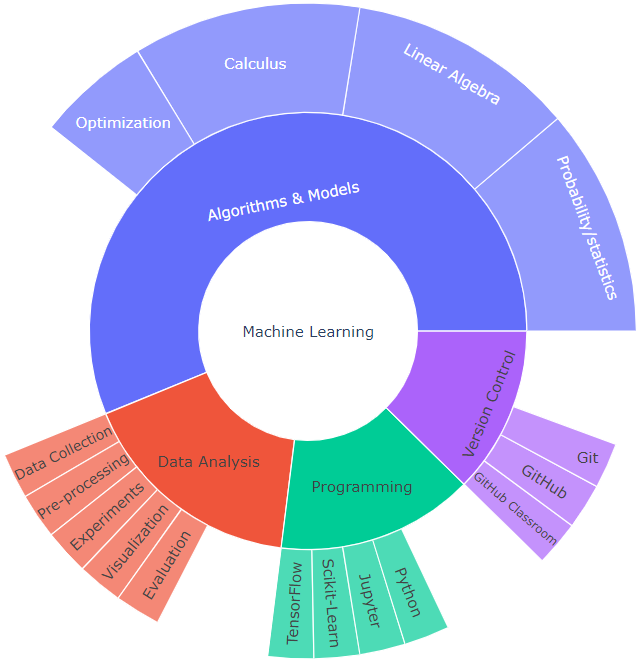 Calculus
Linear Algebra
Optimization
Probability/statistics
Algorithms & Models
Machine Learning
Version Control
Data Analysis
Programming
Data Collection
Pre-processing
Experiments
Visualization
Evaluation
TensorFlow
Scikit-Learn
Jupyter
Python
Git
GitHub
GitHub Classroom